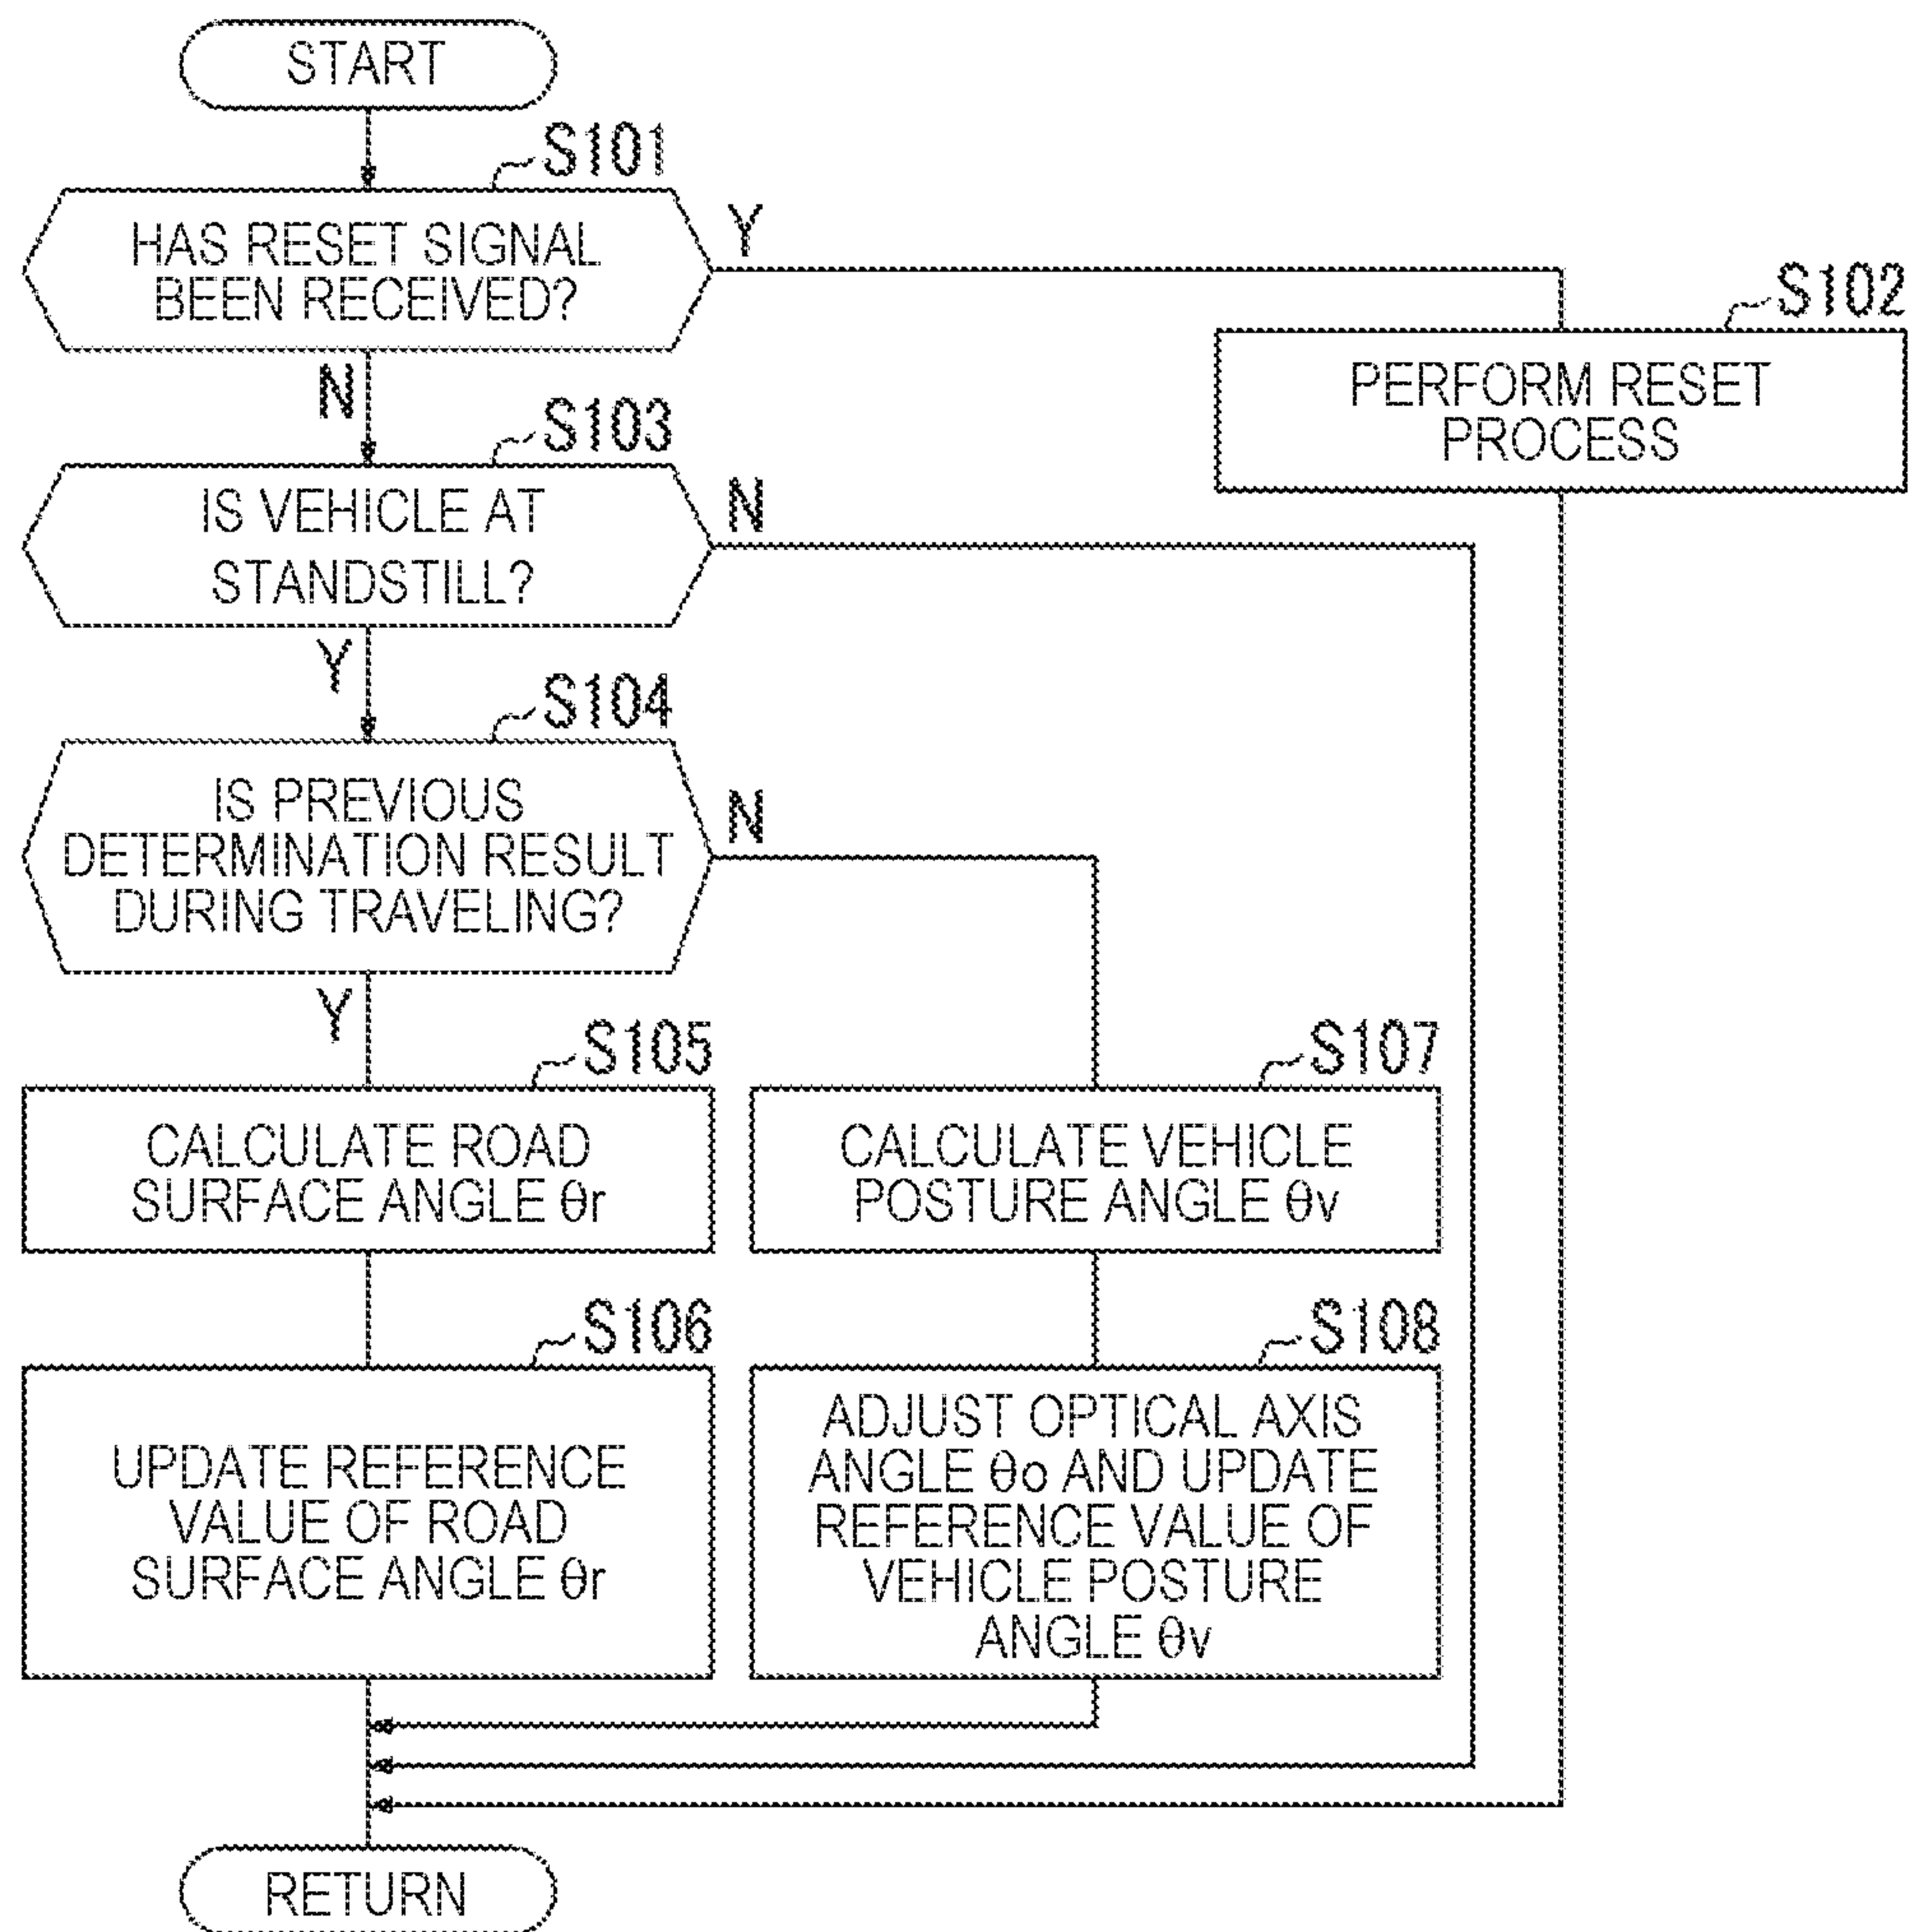 START
S101
HAS RESET SIGNAL
BEEN RECEIVED?
Y
N
S102
PERFORM RESET
PROCESS
S103
IS VEHICLE AT
STANDSTILL?
N
Y
S104
IS PREVIOUS
DETERMINATION RESULT
DURING TRAVELING?
N
Y
S105
CALCULATE ROAD
SURFACE ANGLE θr
S107
CALCULATE VEHICLE
POSTURE ANGLE θv
S106
UPDATE REFERENCE
VALUE OF ROAD
SURFACE ANGLE θr
S108
ADJUST OPTICAL AXIS
ANGLE θo AND UPDATE
REFERENCE VALUE OF
VEHICLE POSTURE
ANGLE θv
RETURN